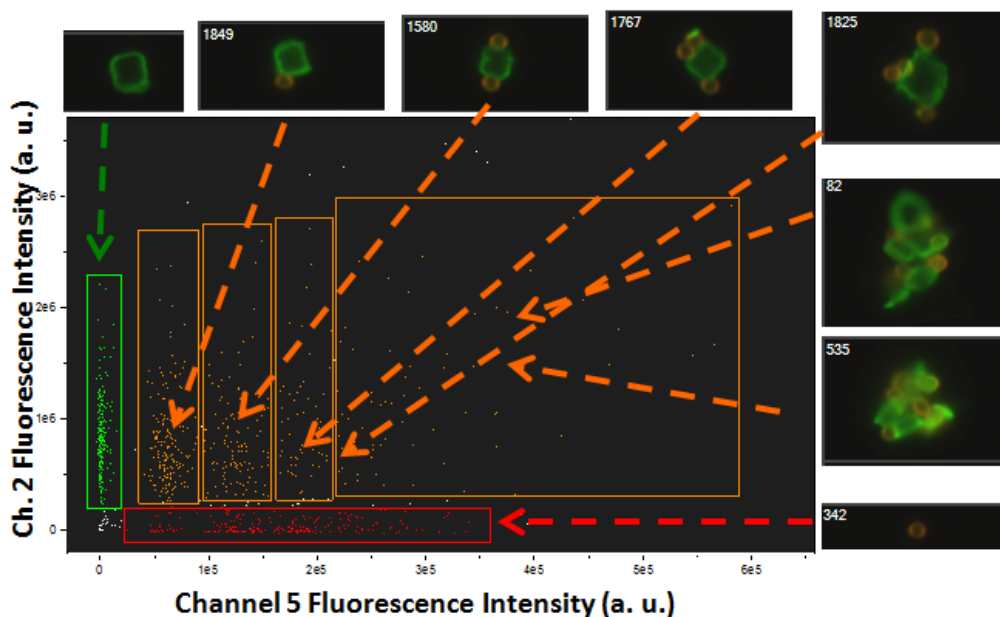 1849
1580
1767
1825
82
535
342
Ch. 2 Fluorescence Intensity (a. u.)
3e6
2e6
1e6
0
0
1e5
2e5
3e5
4e5
5e5
6e5
Channel 5 Fluorescence Intensity (a. u.)